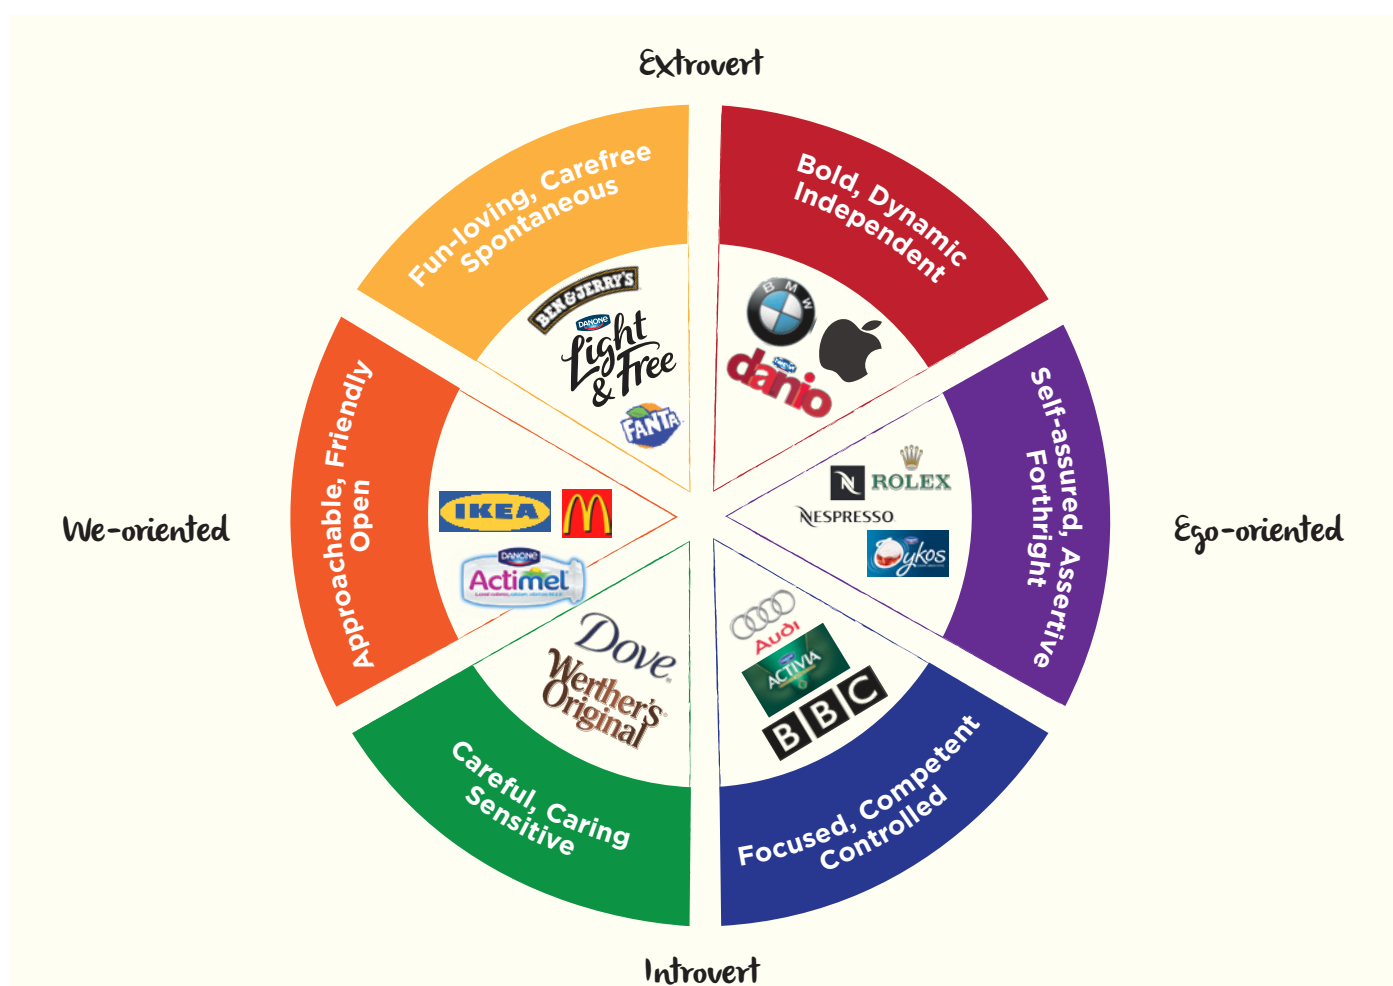 Extrovert
Fun-loving, Carefree
Spontaneous
Bold, Dynamic
Independent
BEN & JERRY'S
DANONE
Light
& Free
FANTA
BMW
danio
Approachable, Friendly
Open
Self-assured, Assertive
Forthright
We-oriented
Ego-oriented
IKEA
M
DANONE
Actimel
N
ROLEX
NESPRESSO
Oykos
Dove
Werther's
Original
Audi
ACTIVIA
BBC
Careful, Caring
Sensitive
Focused, Competent
Controlled
Introvert